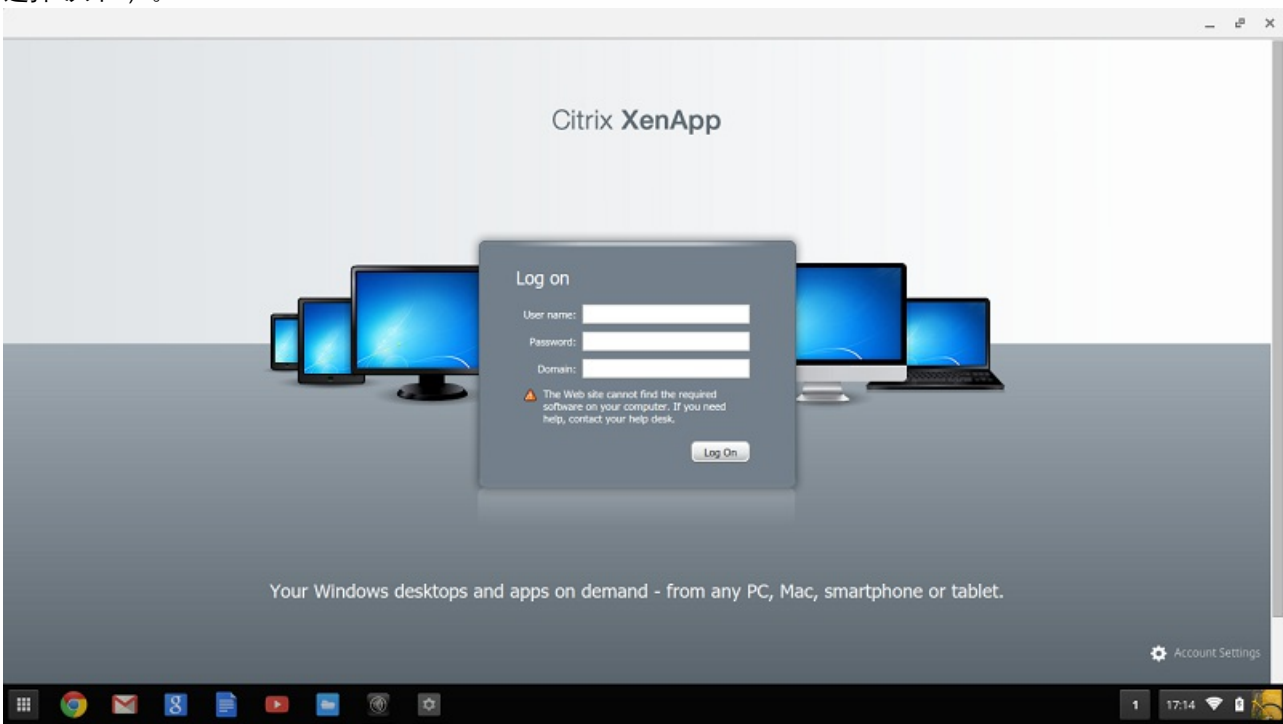 Citrix XenApp
Log on
User name:
Password:
Domain:
The Web site cannot find the required
software on your computer. If you need
help, contact your help desk.
Log On
Your Windows desktops and apps on demand - from any PC, Mac, smartphone or tablet.
Account Settings
8
1
17:14